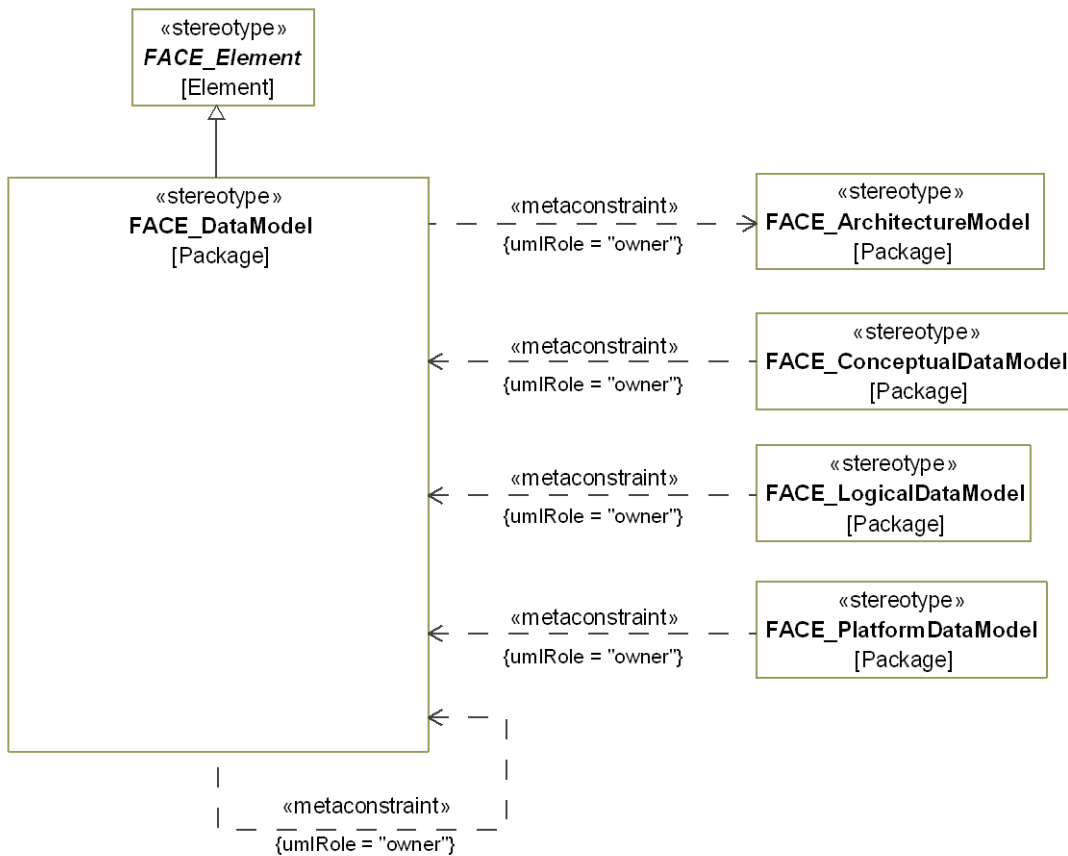 «stereotype»
FACE_Element
[Element]
«stereotype»
FACE_DataModel
[Package]
«metaconstraint»
{umlRole = "owner"}
«stereotype»
FACE_ArchitectureModel
[Package]
«metaconstraint»
{umlRole = "owner"}
«stereotype»
FACE_ConceptualDataModel
[Package]
«metaconstraint»
{umlRole = "owner"}
«stereotype»
FACE_LogicalDataModel
[Package]
«metaconstraint»
{umlRole = "owner"}
«stereotype»
FACE_PlatformDataModel
[Package]
«metaconstraint»
{umlRole = "owner"}